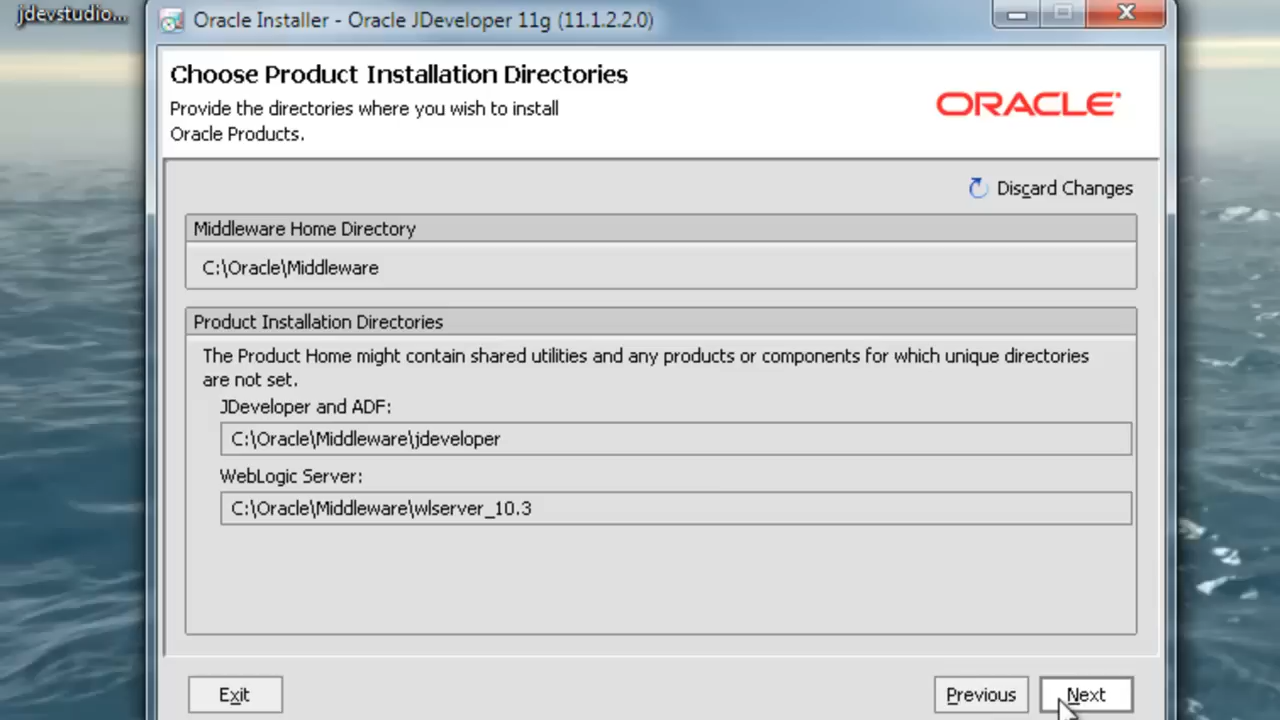 jdevstudio...
Oracle Installer - Oracle JDeveloper 11g (11.1.2.2.0)
Choose Product Installation Directories
Provide the directories where you wish to install
Oracle Products.
ORACLE
Discard Changes
Middleware Home Directory
C:\Oracle\Middleware
Product Installation Directories
The Product Home might contain shared utilities and any products or components for which unique directories
are not set.
JDeveloper and ADF:
C:\Oracle\Middleware\jdeveloper
WebLogic Server:
C:\Oracle\Middleware\wlserver_10.3
Exit
Previous
Next